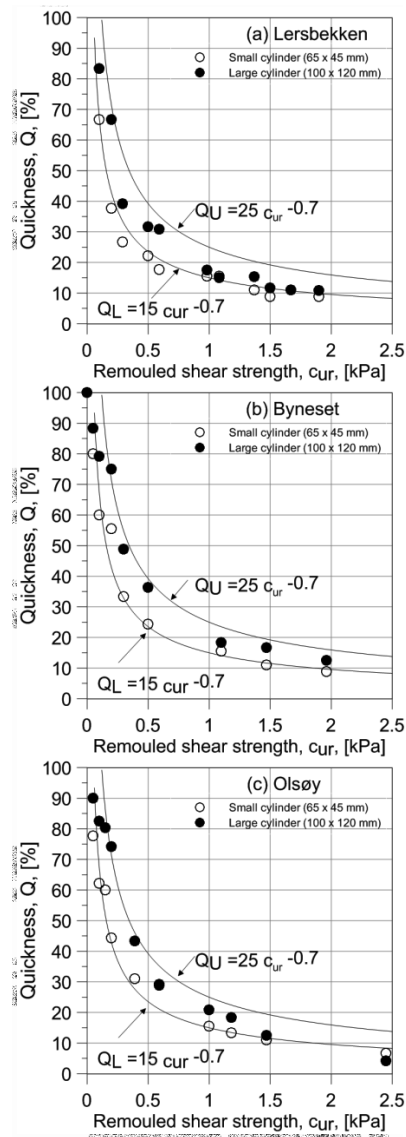 (a) Lersbekken
Small cylinder (65 x 45 mm)
Large cylinder (100 x 120 mm)
Quickness, Q, [%]
100
90
80
70
60
50
40
30
20
10
0
QU =25 cur -0.7
QL =15 cur -0.7
0 0.5 1 1.5 2 2.5
Remouled shear strength, cur, [kPa]
(b) Byneset
Small cylinder (65 x 45 mm)
Large cylinder (100 x 120 mm)
Quickness, Q, [%]
100
90
80
70
60
50
40
30
20
10
0
QU =25 cur -0.7
QL =15 cur -0.7
0 0.5 1 1.5 2 2.5
Remouled shear strength, cur, [kPa]
(c) Olsøy
Small cylinder (65 x 45 mm)
Large cylinder (100 x 120 mm)
Quickness, Q, [%]
100
90
80
70
60
50
40
30
20
10
0
QU =25 cur -0.7
QL =15 cur -0.7
0 0.5 1 1.5 2 2.5
Remouled shear strength, cur, [kPa]